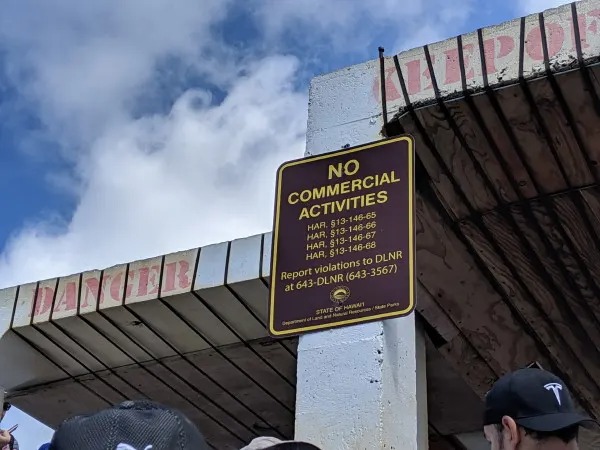 KEEP OF
DANGER
NO
COMMERCIAL
ACTIVITIES
HAR, §13-146-65
HAR, §13-146-66
HAR, §13-146-67
HAR, §13-146-68
Report violations to DLNR
at 643-DLNR (643-3567)
STATE OF HAWAI'I
Department of Land and Natural Resources / State Parks